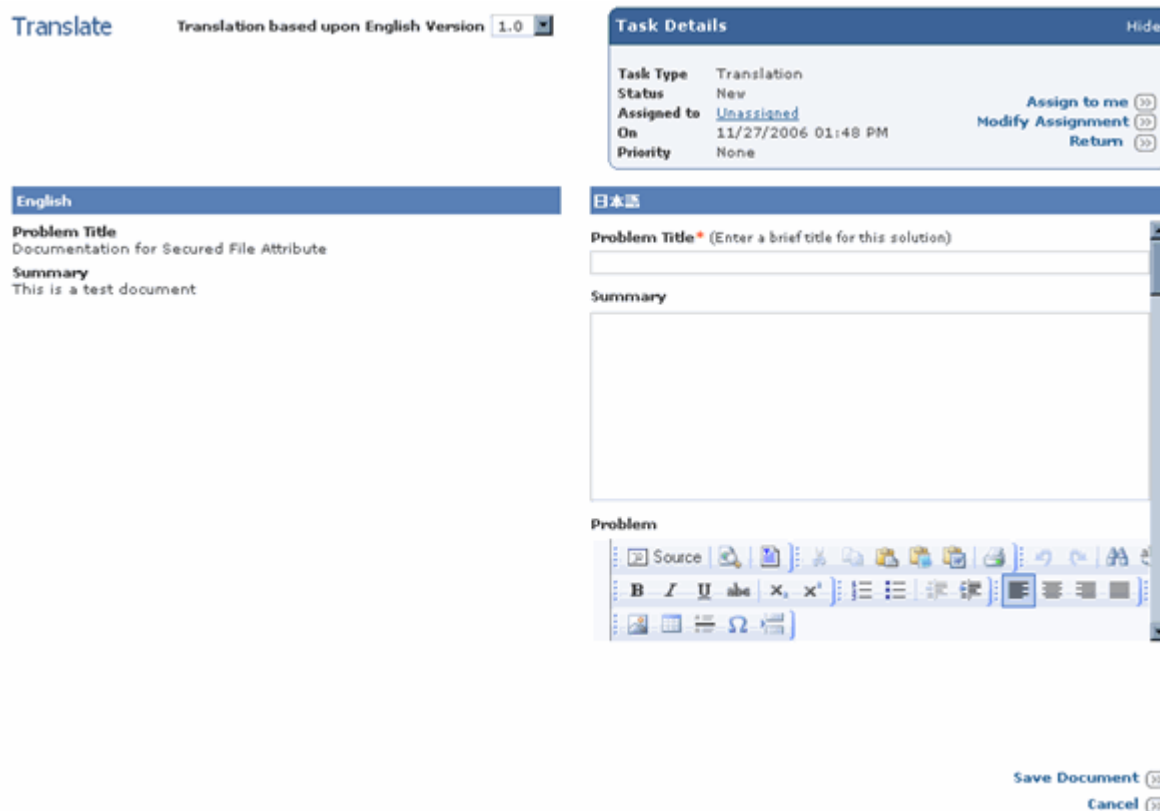 Translate
Translation based upon English Version 1.0
Task Details
Hide
Task Type Translation
Status New
Assigned to Unassigned
On 11/27/2006 01:48 PM
Priority None
Assign to me
Modify Assignment
Return
English
Problem Title
Documentation for Secured File Attribute
Summary
This is a test document
日本語
Problem Title* (Enter a brief title for this solution)
Summary
Problem
Source
B I U abc x₂ x²
Ω
Save Document
Cancel